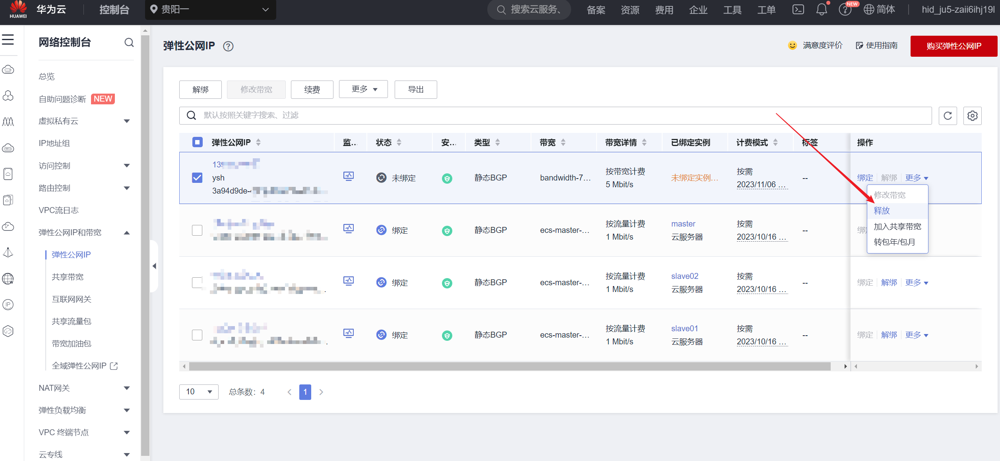 HUAWEI
华为云
控制台
贵阳一
搜索云服务、
备案
资源
费用
企业
工具
工单
NEW
简体
hid_ju5-zaii6ihj19l
网络控制台
总览
自助问题诊断 NEW
虚拟私有云
IP地址组
访问控制
路由控制
VPC流日志
弹性公网IP和带宽
弹性公网IP
共享带宽
互联网网关
共享流量包
带宽加油包
全域弹性公网IP
NAT网关
弹性负载均衡
VPC 终端节点
云专线
弹性公网IP
满意度评价
使用指南
购买弹性公网IP
解绑
修改带宽
续费
更多
导出
默认按照关键字搜索、过滤
弹性公网IP 监... 状态 安... 类型 带宽 带宽详情 已绑定实例 计费模式 标签 操作
139
ysh
3a94d9de-
未绑定
静态BGP
bandwidth-7...
按带宽计费
5 Mbit/s
未绑定实例...
按需
2023/11/06 ...
--
绑定 解绑 更多
修改带宽
释放
加入共享带宽
转包年/包月
绑定
静态BGP
ecs-master-...
按流量计费
1 Mbit/s
master
云服务器
按需
2023/10/16 ...
--
绑定
静态BGP
ecs-master-...
按流量计费
1 Mbit/s
slave02
云服务器
按需
2023/10/16 ...
--
绑定 解绑 更多
绑定
静态BGP
ecs-master-...
按流量计费
1 Mbit/s
slave01
云服务器
按需
2023/10/16 ...
--
绑定 解绑 更多
10
总条数: 4
1